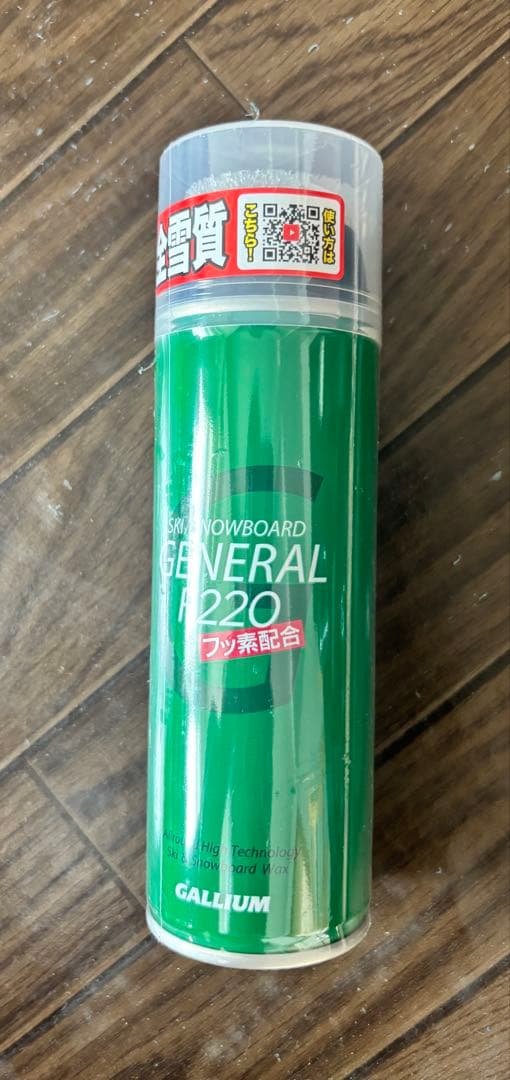 全雪質
使い方は
こちら！
SKI, SNOWBOARD
GENERAL
F220
フッ素配合
Allround High Technology
Ski & Snowboard Wax
GALLIUM